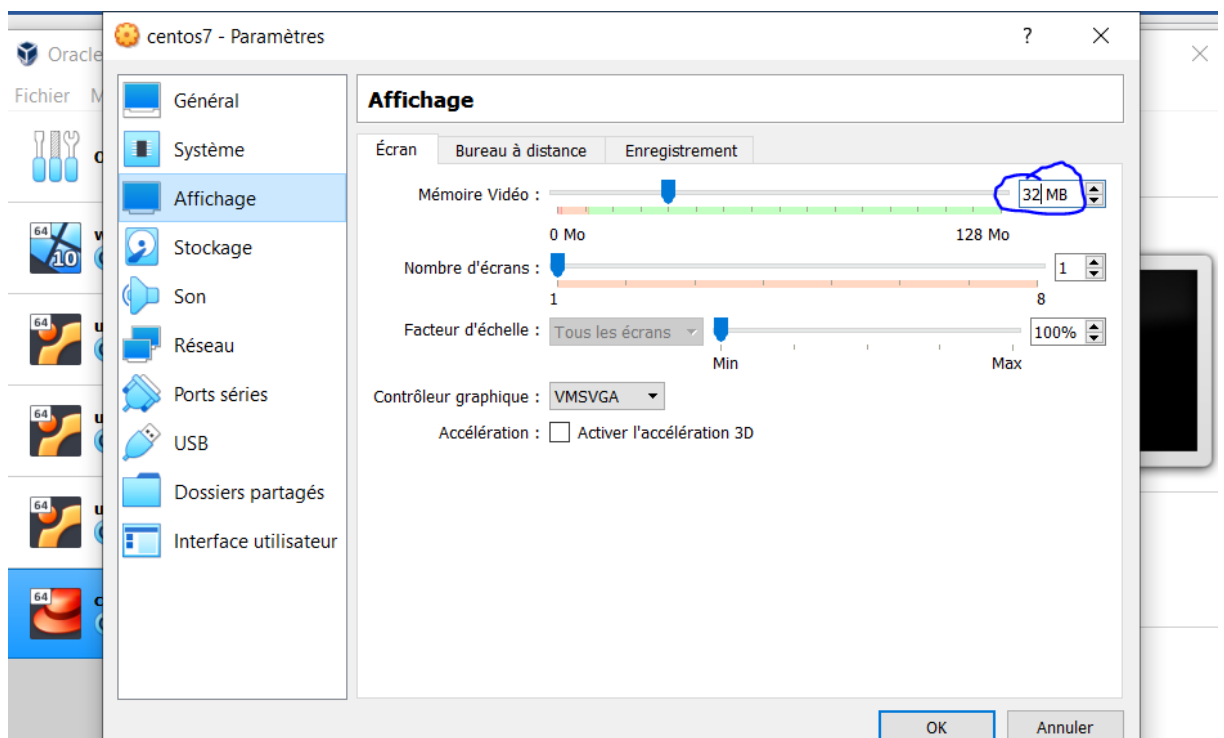 centos7 - Paramètres ? ×
Oracle
Fichier M
Général
Système
Affichage
Stockage
Son
Réseau
Ports séries
USB
Dossiers partagés
Interface utilisateur
64
10
64
64
64
64
Affichage
Écran Bureau à distance Enregistrement
Mémoire Vidéo : 32 MB
0 Mo 128 Mo
Nombre d'écrans : 1
1 8
Facteur d'échelle : Tous les écrans 100%
Min Max
Contrôleur graphique : VMSVGA
Accélération : Activer l'accélération 3D
OK Annuler